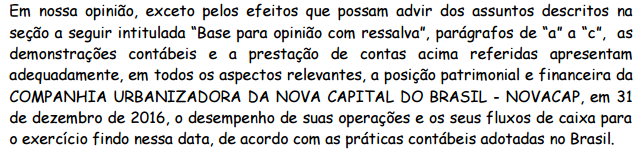 Em nossa opinião, exceto pelos efeitos que possam advir dos assuntos descritos na
seção a seguir intitulada “Base para opinião com ressalva”, parágrafos de “a” a “c”, as
demonstrações contábeis e a prestação de contas acima referidas apresentam
adequadamente, em todos os aspectos relevantes, a posição patrimonial e financeira da
COMPANHIA URBANIZADORA DA NOVA CAPITAL DO BRASIL - NOVACAP, em 31
de dezembro de 2016, o desempenho de suas operações e os seus fluxos de caixa para
o exercício findo nessa data, de acordo com as práticas contábeis adotadas no Brasil.